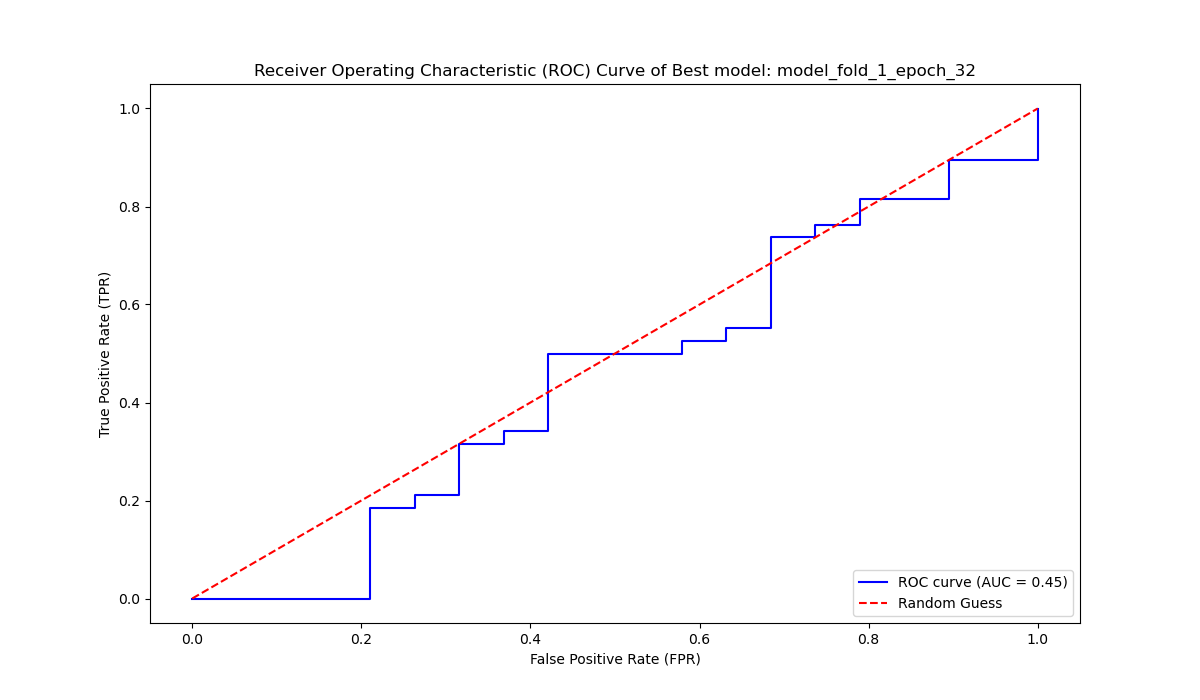 Receiver Operating Characteristic (ROC) Curve of Best model: model_fold_1_epoch_32
True Positive Rate (TPR)
1.0
0.8
0.6
0.4
0.2
0.0
ROC curve (AUC = 0.45)
Random Guess
0.0 0.2 0.4 0.6 0.8 1.0
False Positive Rate (FPR)